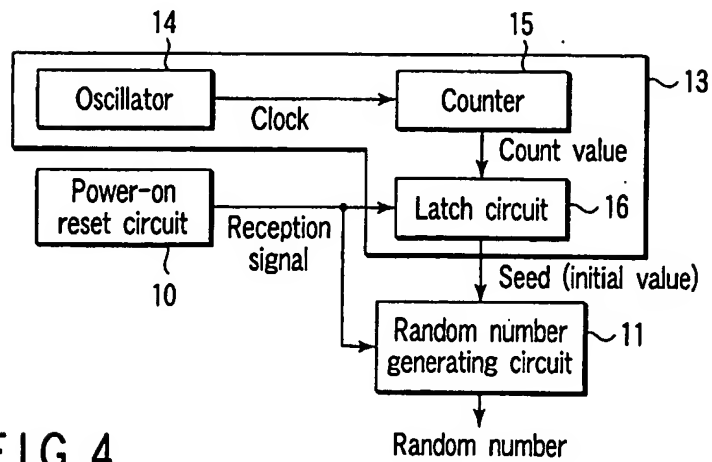 14
15
13
Oscillator
Clock
Counter
Count value
Power-on
reset circuit
Reception
signal
Latch circuit
16
10
Seed (initial value)
Random number
generating circuit
11
Random number
FIG. 4